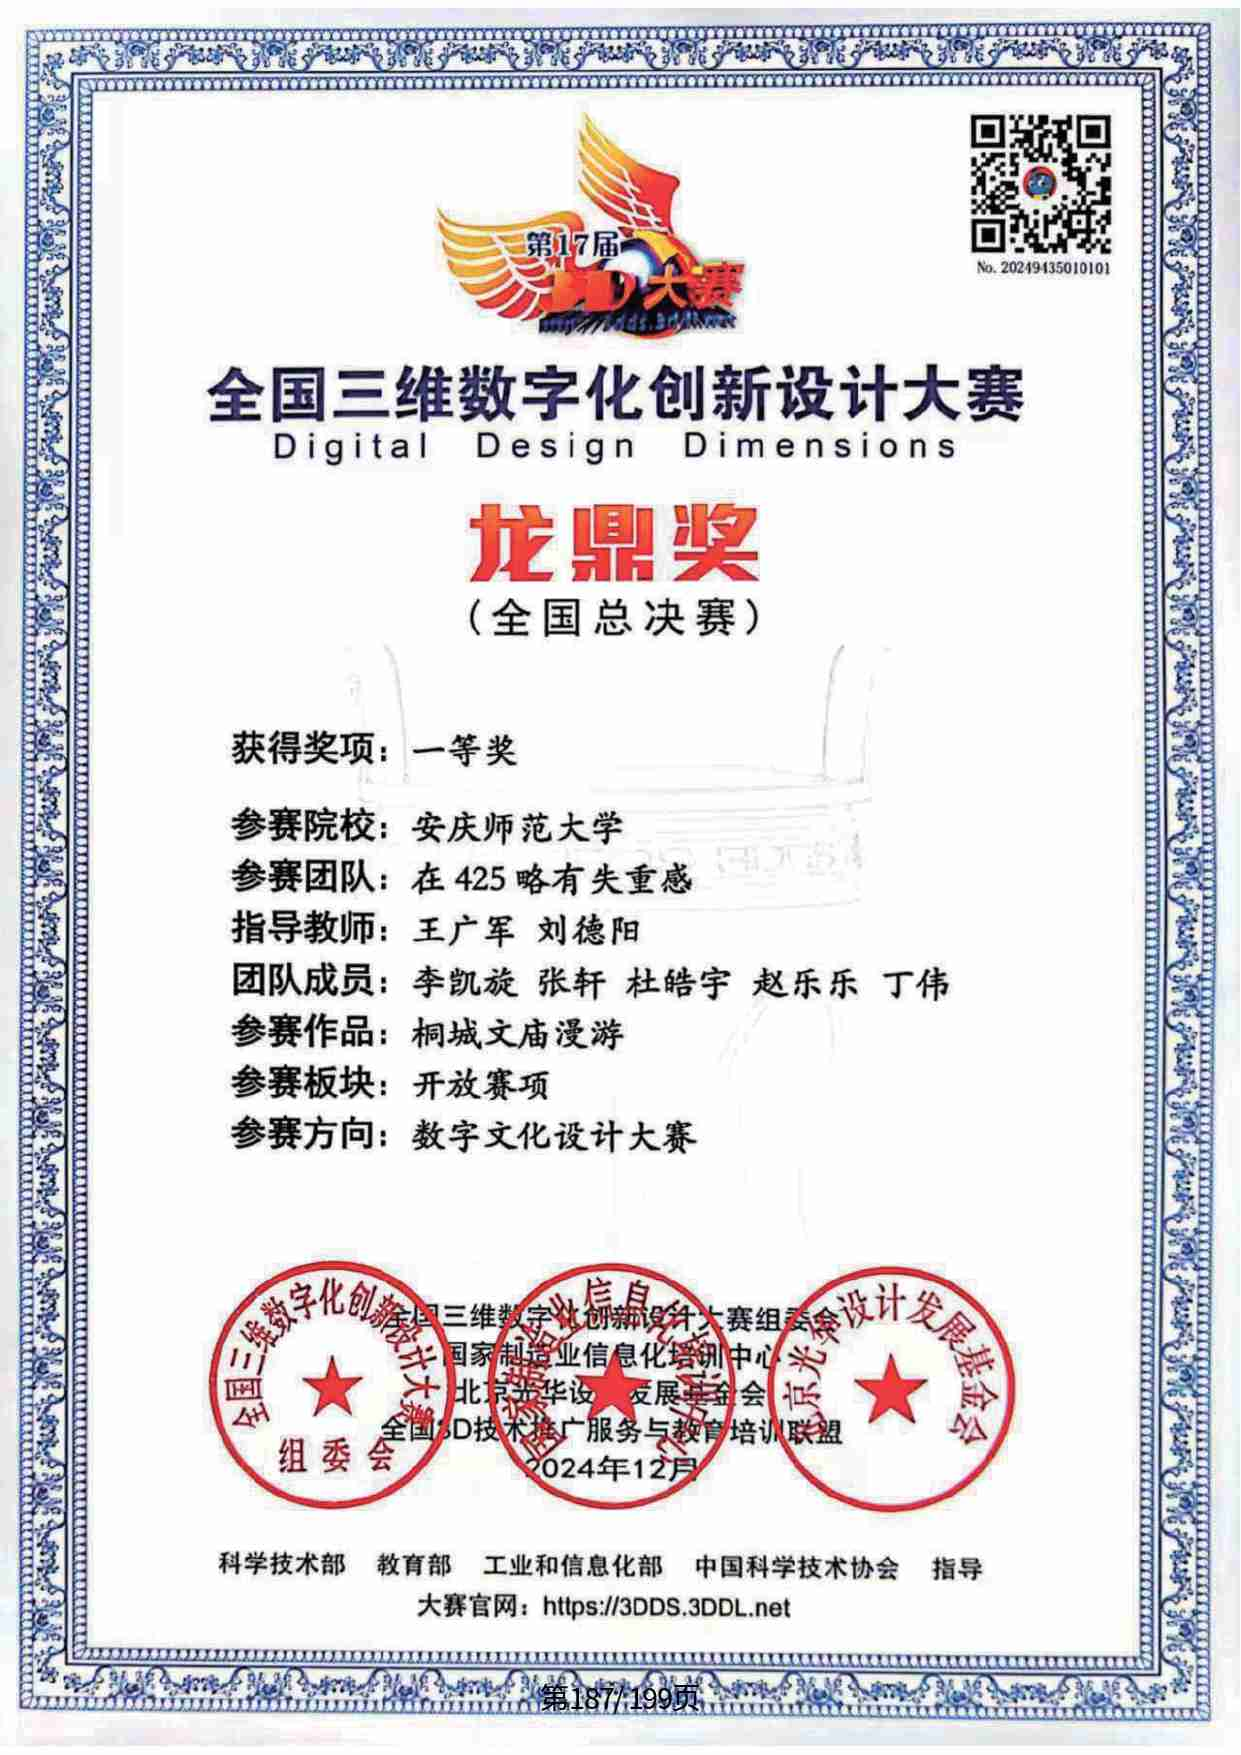 第17届
3D大赛
No. 20249435010101
全国三维数字化创新设计大赛
Digital Design Dimensions
龙鼎奖
（全国总决赛）
获得奖项：一等奖
参赛院校：安庆师范大学
参赛团队：在425略有失重感
指导教师：王广军 刘德阳
团队成员：李凯旋 张轩 杜皓宇 赵乐乐 丁伟
参赛作品：桐城文庙漫游
参赛板块：开放赛项
参赛方向：数字文化设计大赛
全国三维数字化创新设计大赛组委会
国家制造业信息化培训中心
北京光华设计发展基金会
全国3D技术推广服务与教育培训联盟
2024年12月
全国三维数字化创新设计大赛
组委会
国家制造业信息化培训中心
北京光华设计发展基金会
科学技术部 教育部 工业和信息化部 中国科学技术协会 指导
大赛官网：https://3DDS.3DDL.net
第187/199页